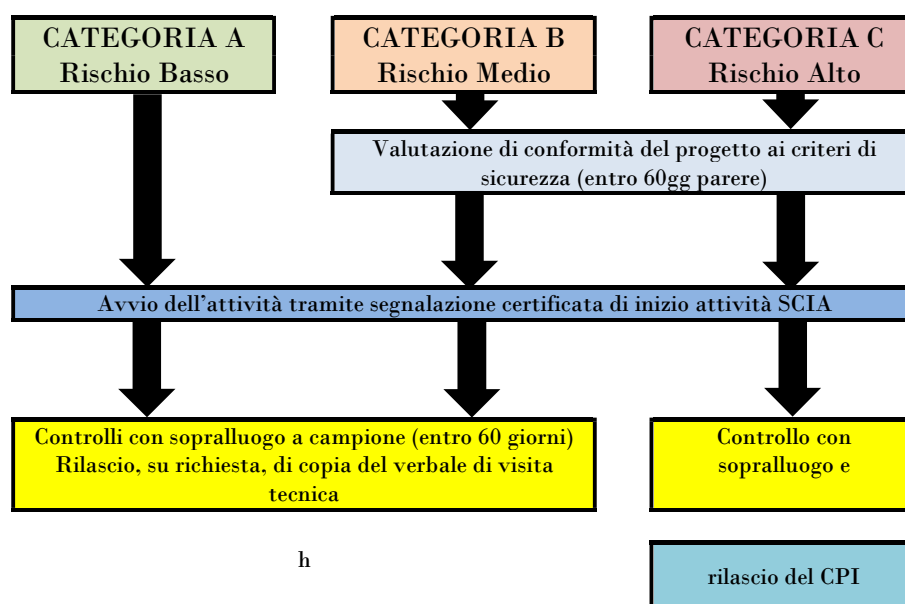 CATEGORIA A
Rischio Basso
CATEGORIA B
Rischio Medio
CATEGORIA C
Rischio Alto
Valutazione di conformità del progetto ai criteri di
sicurezza (entro 60gg parere)
Avvio dell'attività tramite segnalazione certificata di inizio attività SCIA
Controlli con sopralluogo a campione (entro 60 giorni)
Rilascio, su richiesta, di copia del verbale di visita
tecnica
Controllo con
sopralluogo e
h
rilascio del CPI